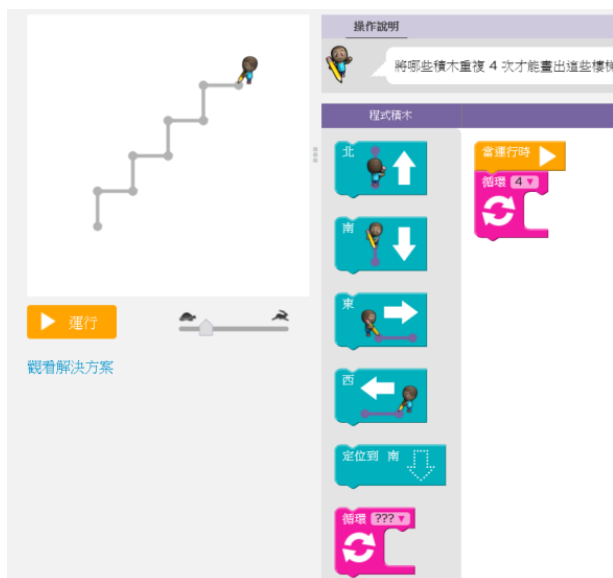 操作說明
將哪些積木重複 4 次才能畫出這些樓梯
程式積木
北
當運行時
循環 4
南
東
運行
觀看解決方案
西
定位到 南
循環 ???